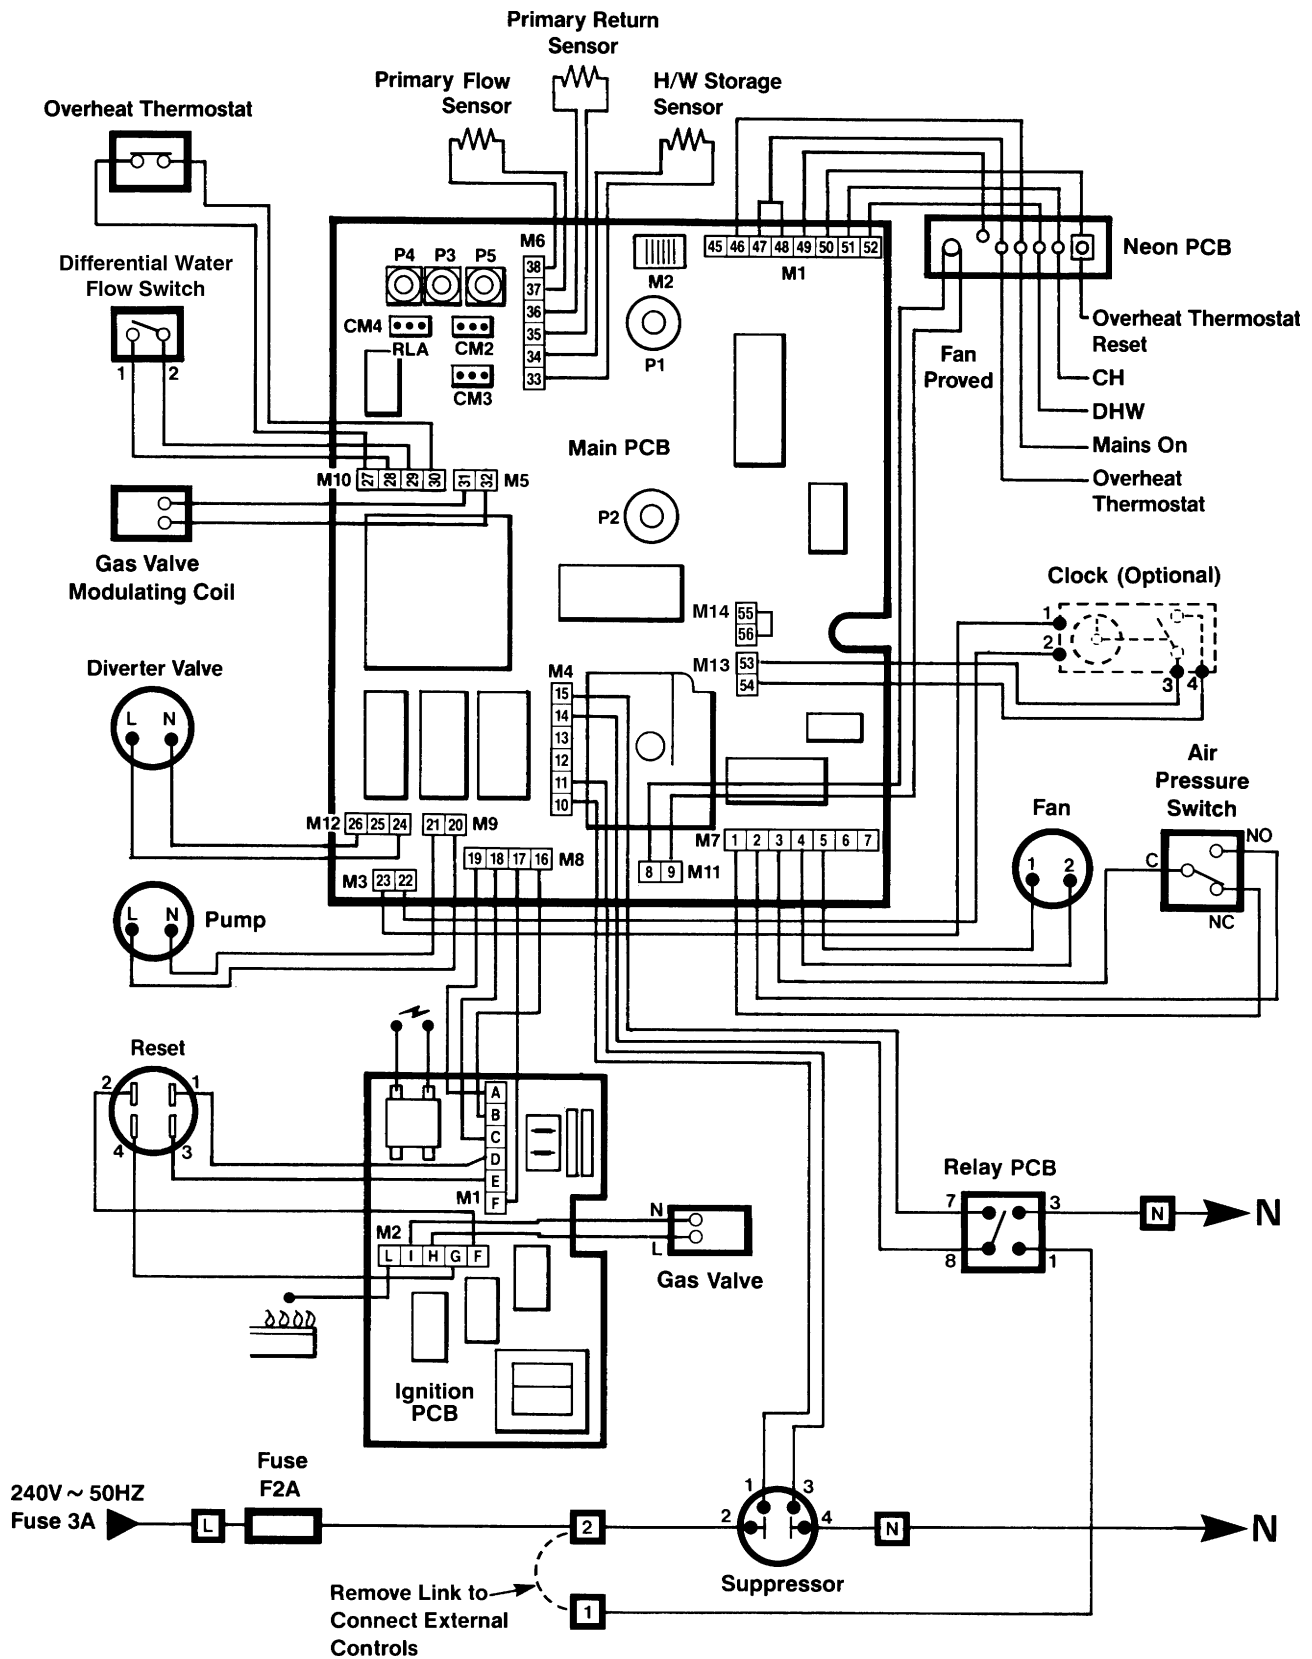 Primary Return
Sensor
Primary Flow
Sensor
H/W Storage
Sensor
Overheat Thermostat
Differential Water
Flow Switch
1 2
P4 P3 P5
M6
38
37
36
35
34
33
CM4
RLA
CM2
CM3
M2
P1
45 46 47 48 49 50 51 52
M1
Neon PCB
Fan
Proved
Overheat Thermostat
Reset
CH
DHW
Mains On
Overheat
Thermostat
Main PCB
M10 27 28 29 30
31 32 M5
P2
Gas Valve
Modulating Coil
Clock (Optional)
1
2
3 4
M14 55
56
M13 53
54
Diverter Valve
L N
M4
15
14
13
12
11
10
Air
Pressure
Switch
NO
C
NC
Fan
1 2
M12 26 25 24
21 20 M9
M7 1 2 3 4 5 6 7
19 18 17 16 M8
8 9 M11
M3 23 22
L N
Pump
Reset
2 1
4 3
A
B
C
D
E
F
M1
M2
L I H G F
N
L
Gas Valve
Relay PCB
7 3
8 1
N N
Ignition
PCB
Fuse
F2A
240V ~ 50HZ
Fuse 3A
L
2
1 3
2 4
N N
Suppressor
Remove Link to
Connect External
Controls
1